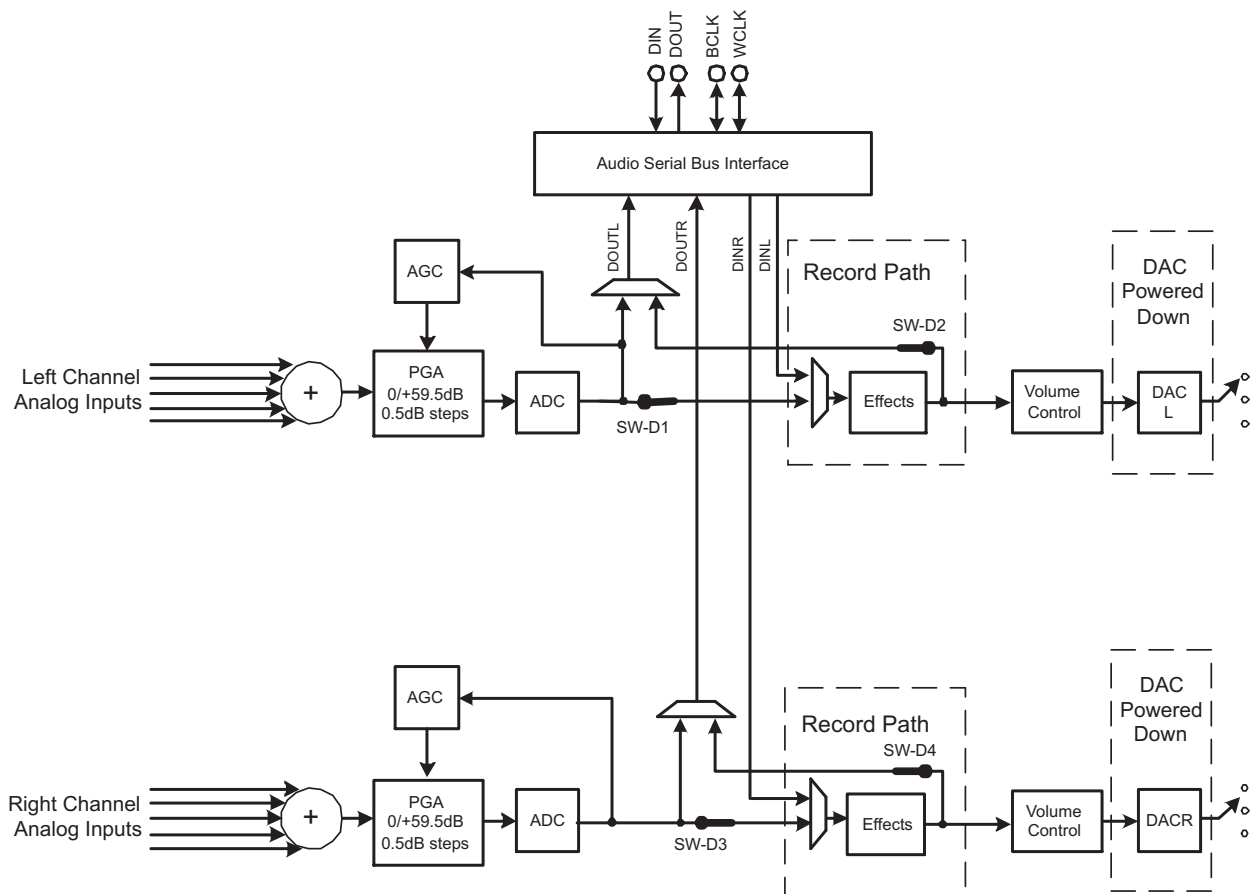 DIN
DOUT
BCLK
WCLK
Audio Serial Bus Interface
DOUTL
DOUTR
DINR
DINL
Record Path
DAC
Powered
Down
AGC
SW-D2
Left Channel
Analog Inputs
+
PGA
0/+59.5dB
0.5dB steps
ADC
SW-D1
Effects
Volume
Control
DAC
L
Record Path
DAC
Powered
Down
AGC
SW-D4
Right Channel
Analog Inputs
+
PGA
0/+59.5dB
0.5dB steps
ADC
SW-D3
Effects
Volume
Control
DACR